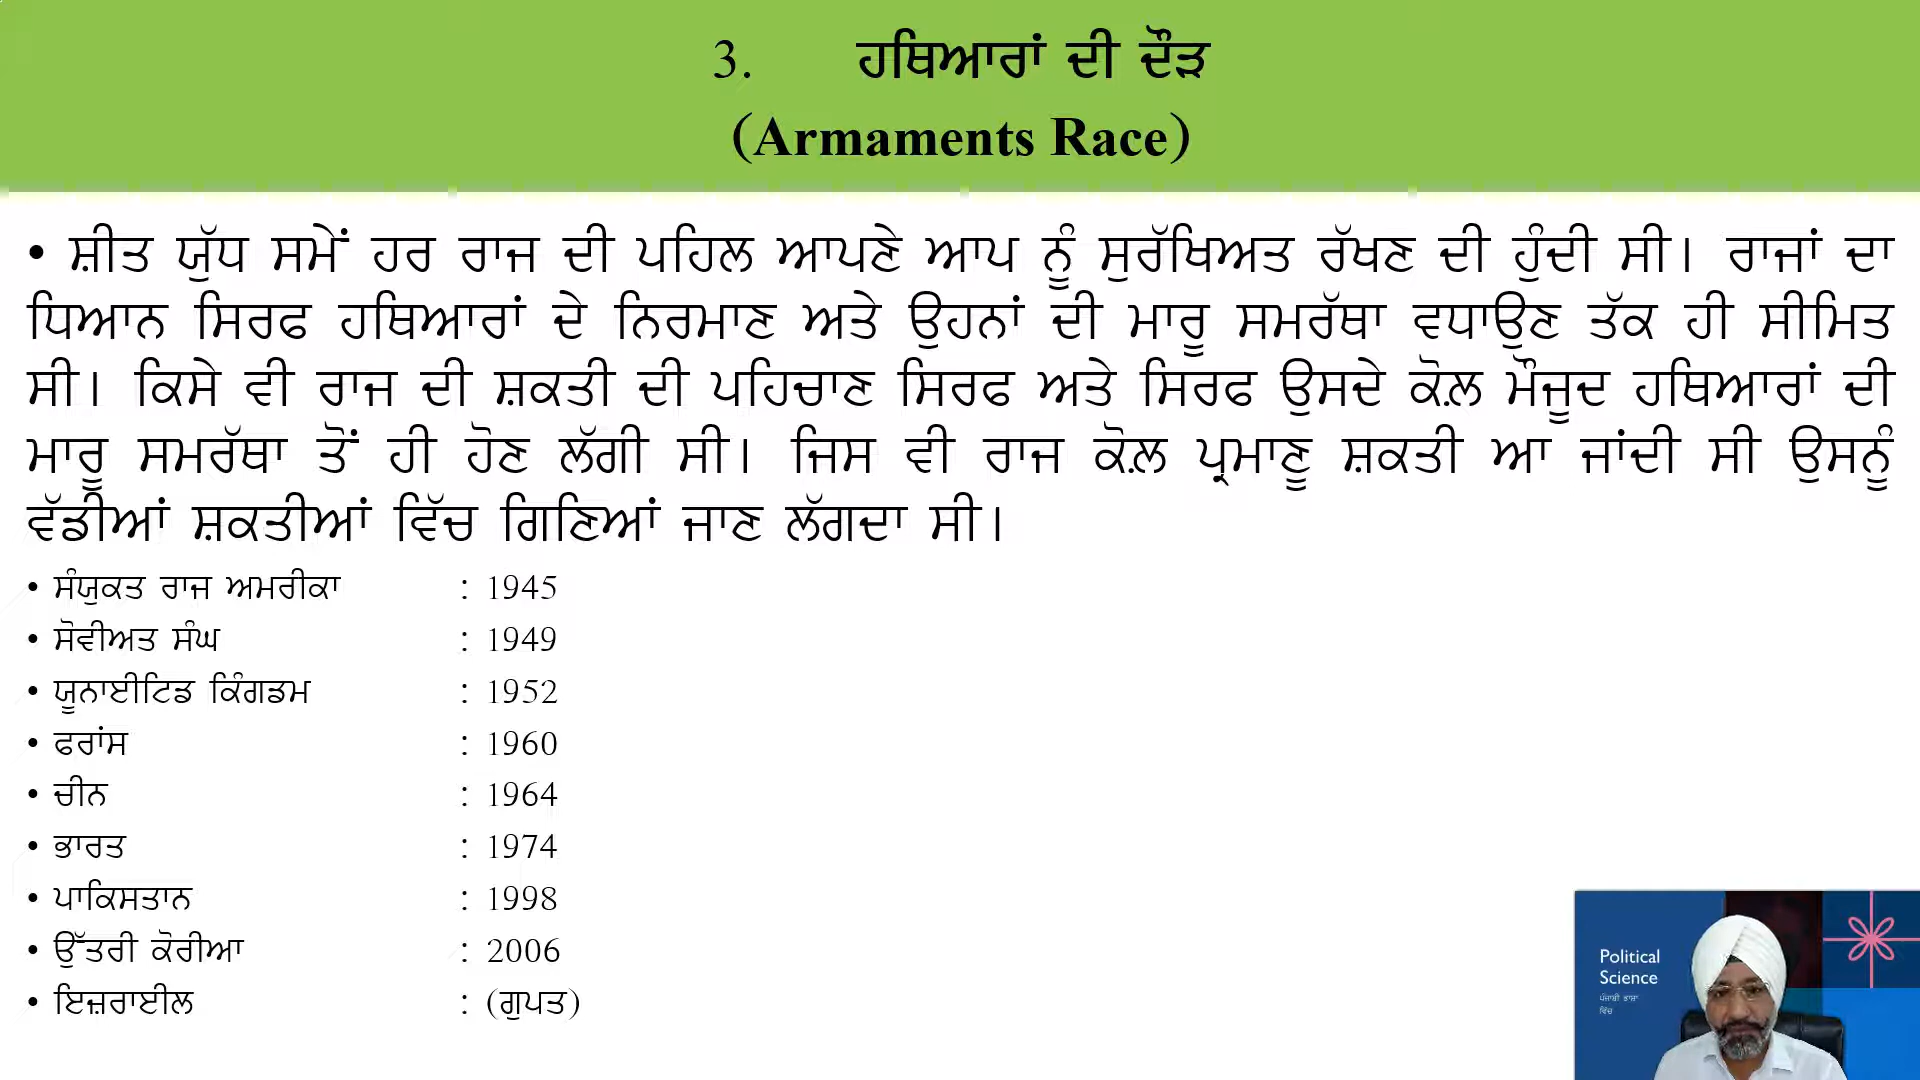 3. ਹਥਿਆਰਾਂ ਦੀ ਦੌੜ
(Armaments Race)
• ਸ਼ੀਤ ਯੁੱਧ ਸਮੇਂ ਹਰ ਰਾਜ ਦੀ ਪਹਿਲ ਆਪਣੇ ਆਪ ਨੂੰ ਸੁਰੱਖਿਅਤ ਰੱਖਣ ਦੀ ਹੁੰਦੀ ਸੀ। ਰਾਜਾਂ ਦਾ
ਧਿਆਨ ਸਿਰਫ ਹਥਿਆਰਾਂ ਦੇ ਨਿਰਮਾਣ ਅਤੇ ਉਹਨਾਂ ਦੀ ਮਾਰੂ ਸਮਰੱਥਾ ਵਧਾਉਣ ਤੱਕ ਹੀ ਸੀਮਿਤ
ਸੀ। ਕਿਸੇ ਵੀ ਰਾਜ ਦੀ ਸ਼ਕਤੀ ਦੀ ਪਹਿਚਾਣ ਸਿਰਫ ਅਤੇ ਸਿਰਫ ਉਸਦੇ ਕੋਲ਼ ਮੌਜੂਦ ਹਥਿਆਰਾਂ ਦੀ
ਮਾਰੂ ਸਮਰੱਥਾ ਤੋਂ ਹੀ ਹੋਣ ਲੱਗੀ ਸੀ। ਜਿਸ ਵੀ ਰਾਜ ਕੋਲ਼ ਪ੍ਰਮਾਣੂ ਸ਼ਕਤੀ ਆ ਜਾਂਦੀ ਸੀ ਉਸਨੂੰ
ਵੱਡੀਆਂ ਸ਼ਕਤੀਆਂ ਵਿੱਚ ਗਿਣਿਆਂ ਜਾਣ ਲੱਗਦਾ ਸੀ।
• ਸੰਯੁਕਤ ਰਾਜ ਅਮਰੀਕਾ : 1945
• ਸੋਵੀਅਤ ਸੰਘ : 1949
• ਯੂਨਾਈਟਿਡ ਕਿੰਗਡਮ : 1952
• ਫਰਾਂਸ : 1960
• ਚੀਨ : 1964
• ਭਾਰਤ : 1974
• ਪਾਕਿਸਤਾਨ : 1998
• ਉੱਤਰੀ ਕੋਰੀਆ : 2006
• ਇਜ਼ਰਾਈਲ : (ਗੁਪਤ)
Political
Science
ਪੰਜਾਬੀ ਭਾਸ਼ਾ
ਵਿੱਚ